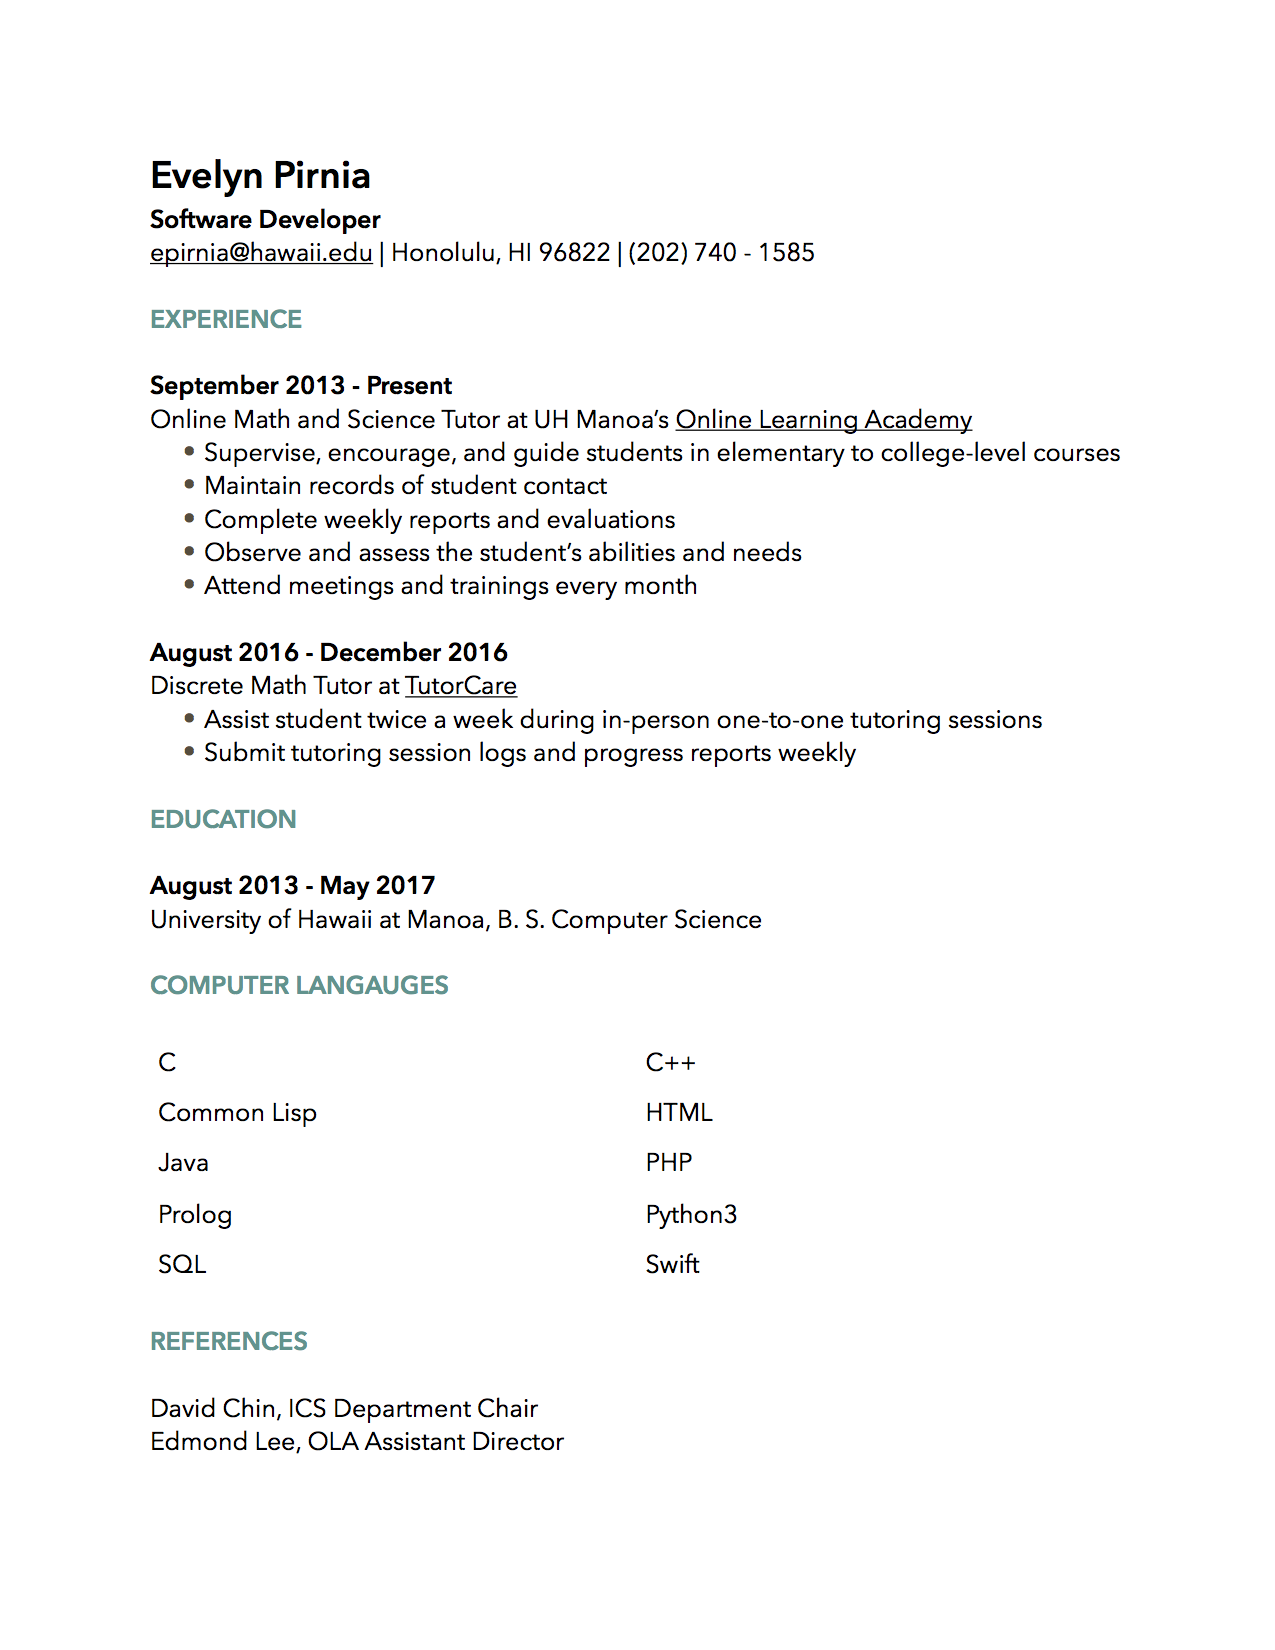 Evelyn Pirnia
Software Developer
epirnia@hawaii.edu | Honolulu, HI 96822 | (202) 740 - 1585
EXPERIENCE
September 2013 - Present
Online Math and Science Tutor at UH Manoa’s Online Learning Academy
• Supervise, encourage, and guide students in elementary to college-level courses
• Maintain records of student contact
• Complete weekly reports and evaluations
• Observe and assess the student’s abilities and needs
• Attend meetings and trainings every month
August 2016 - December 2016
Discrete Math Tutor at TutorCare
• Assist student twice a week during in-person one-to-one tutoring sessions
• Submit tutoring session logs and progress reports weekly
EDUCATION
August 2013 - May 2017
University of Hawaii at Manoa, B. S. Computer Science
COMPUTER LANGAUGES
C C++
Common Lisp HTML
Java PHP
Prolog Python3
SQL Swift
REFERENCES
David Chin, ICS Department Chair
Edmond Lee, OLA Assistant Director